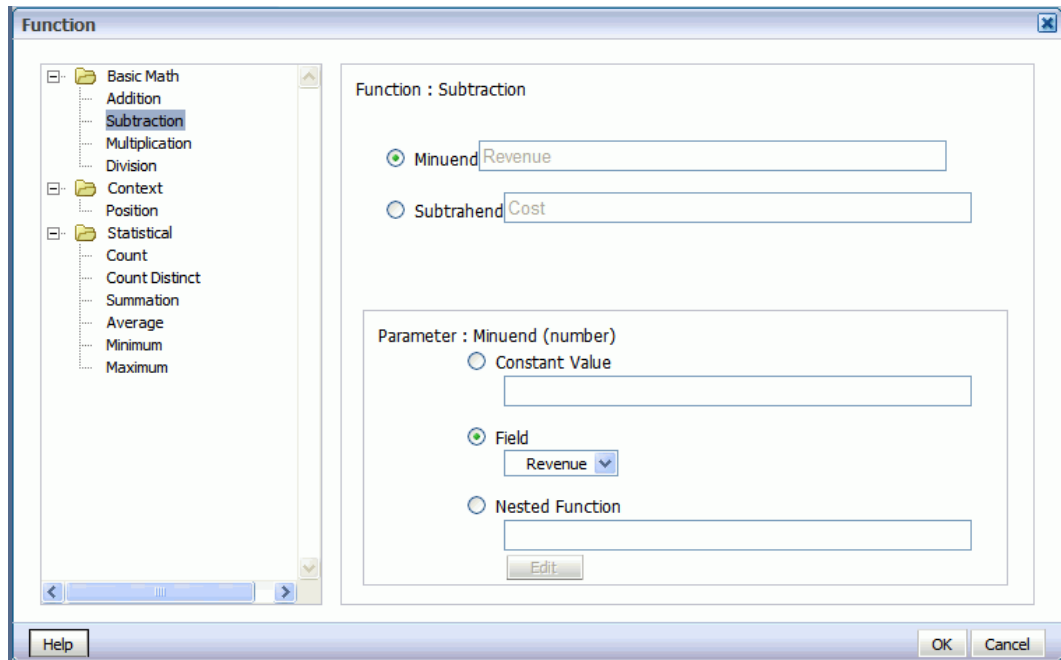 Function
Basic Math
Addition
Subtraction
Multiplication
Division
Context
Position
Statistical
Count
Count Distinct
Summation
Average
Minimum
Maximum
Function : Subtraction
Minuend Revenue
Subtrahend Cost
Parameter : Minuend (number)
Constant Value
Field
Revenue
Nested Function
Edit
Help
OK Cancel